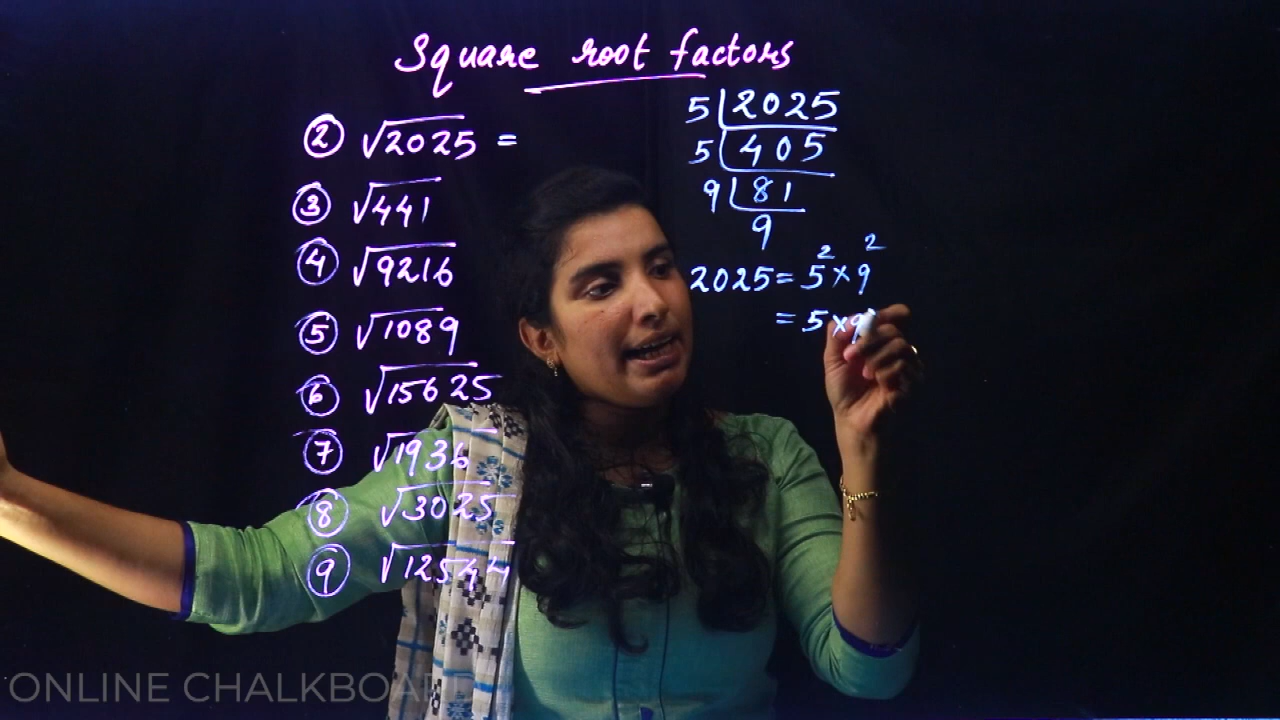 Square root factors
② √2025 =
③ √441
④ √9216
⑤ √1089
⑥ √15625
⑦ √1936
⑧ √3025
⑨ √12544
5 | 2025
5 | 405
9 | 81
9
2025 = 5² × 9²
= 5 × 9
ONLINE CHALKBOARD